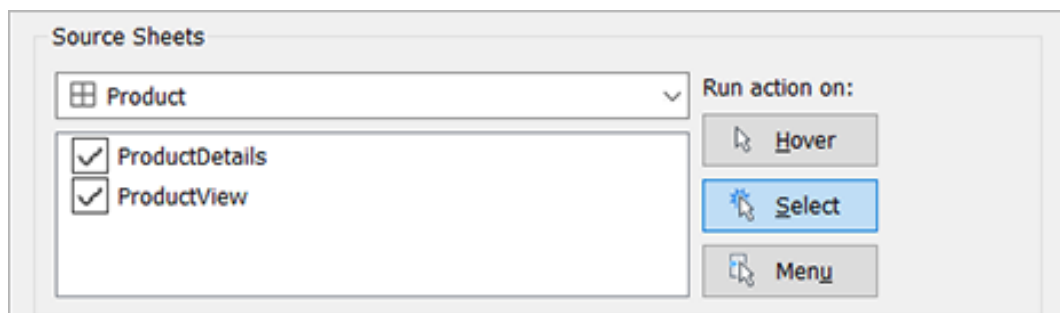 Source Sheets
Product
Run action on:
ProductDetails
Hover
ProductView
Select
Menu